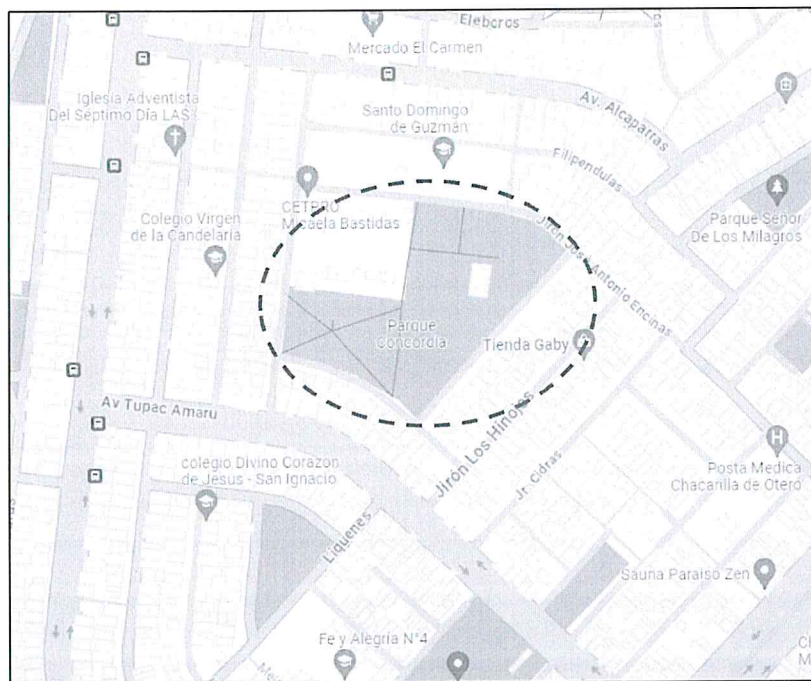 Eleboros
Mercado El Carmen
Iglesia Adventista
Del Séptimo Día LAS
Santo Domingo
de Guzmán
Av. Alcaparras
Filipendulas
CETPRO
Micaela Bastidas
Colegio Virgen
de la Candelaria
Parque Señor
De Los Milagros
Jirón José Antonio Encinas
Parque
Concordia
Tienda Gaby
Av Tupac Amaru
Jirón Los Hinojos
Jr. Cidras
colegio Divino Corazon
de Jesus - San Ignacio
Posta Medica
Chacarilla de Otero
Liquenes
Sauna Paraiso Zen
Fe y Alegría N°4